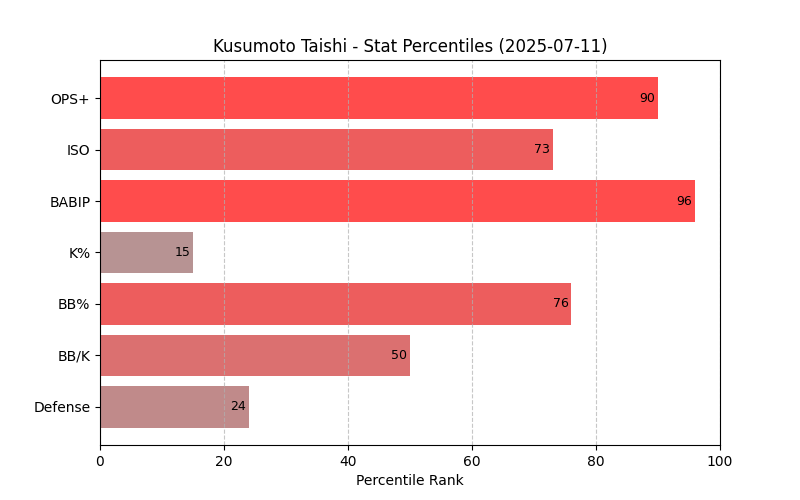 Kusumoto Taishi - Stat Percentiles (2025-07-11)
OPS+
90
ISO
73
BABIP
96
K%
15
BB%
76
BB/K
50
Defense
24
0 20 40 60 80 100
Percentile Rank